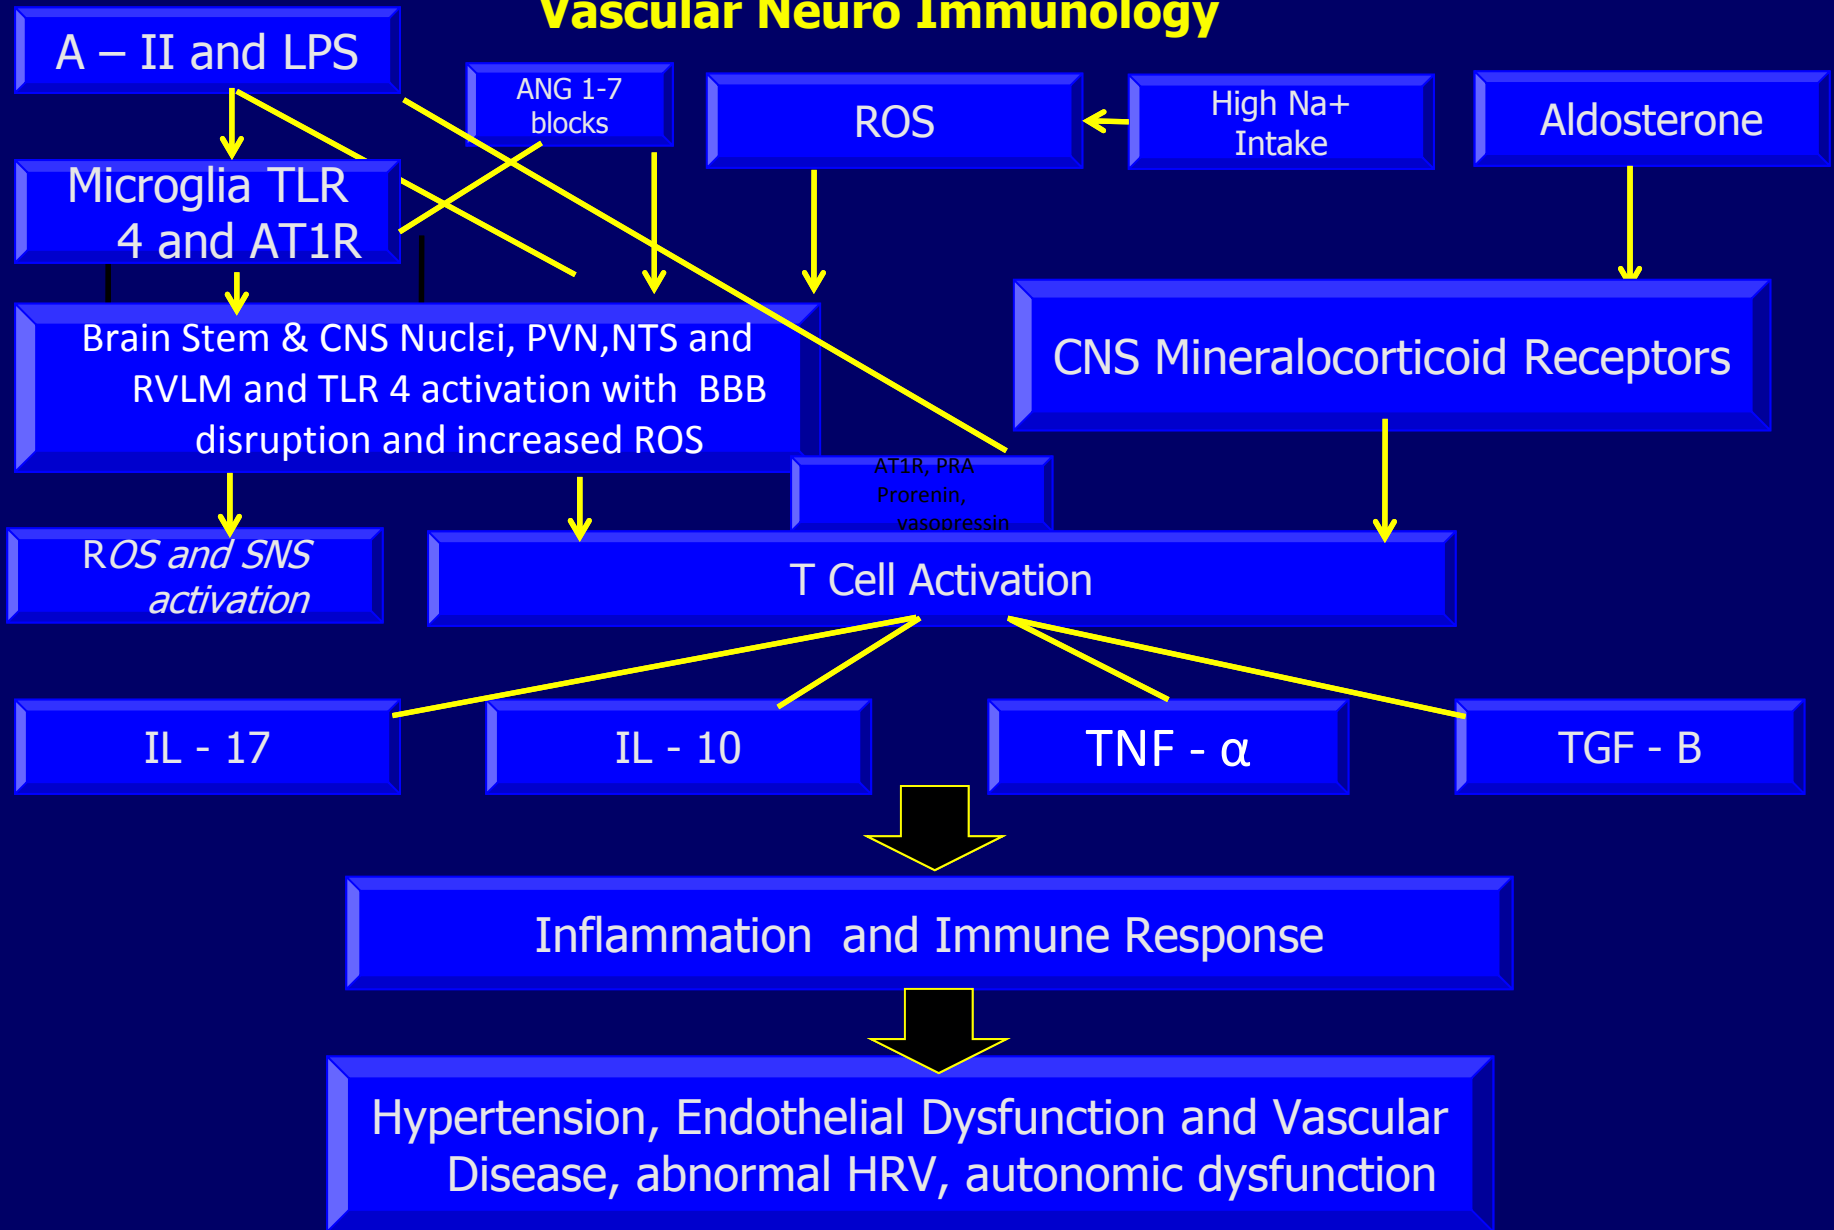 Vascular Neuro Immunology
A – II and LPS
ANG 1-7
blocks
ROS
High Na+
Intake
Aldosterone
Microglia TLR
4 and AT1R
Brain Stem & CNS Nuclεi, PVN,NTS and
RVLM and TLR 4 activation with BBB
disruption and increased ROS
CNS Mineralocorticoid Receptors
AT1R, PRA
Prorenin,
vasopressin
ROS and SNS
activation
T Cell Activation
IL - 17
IL - 10
TNF - α
TGF - B
Inflammation and Immune Response
Hypertension, Endothelial Dysfunction and Vascular
Disease, abnormal HRV, autonomic dysfunction